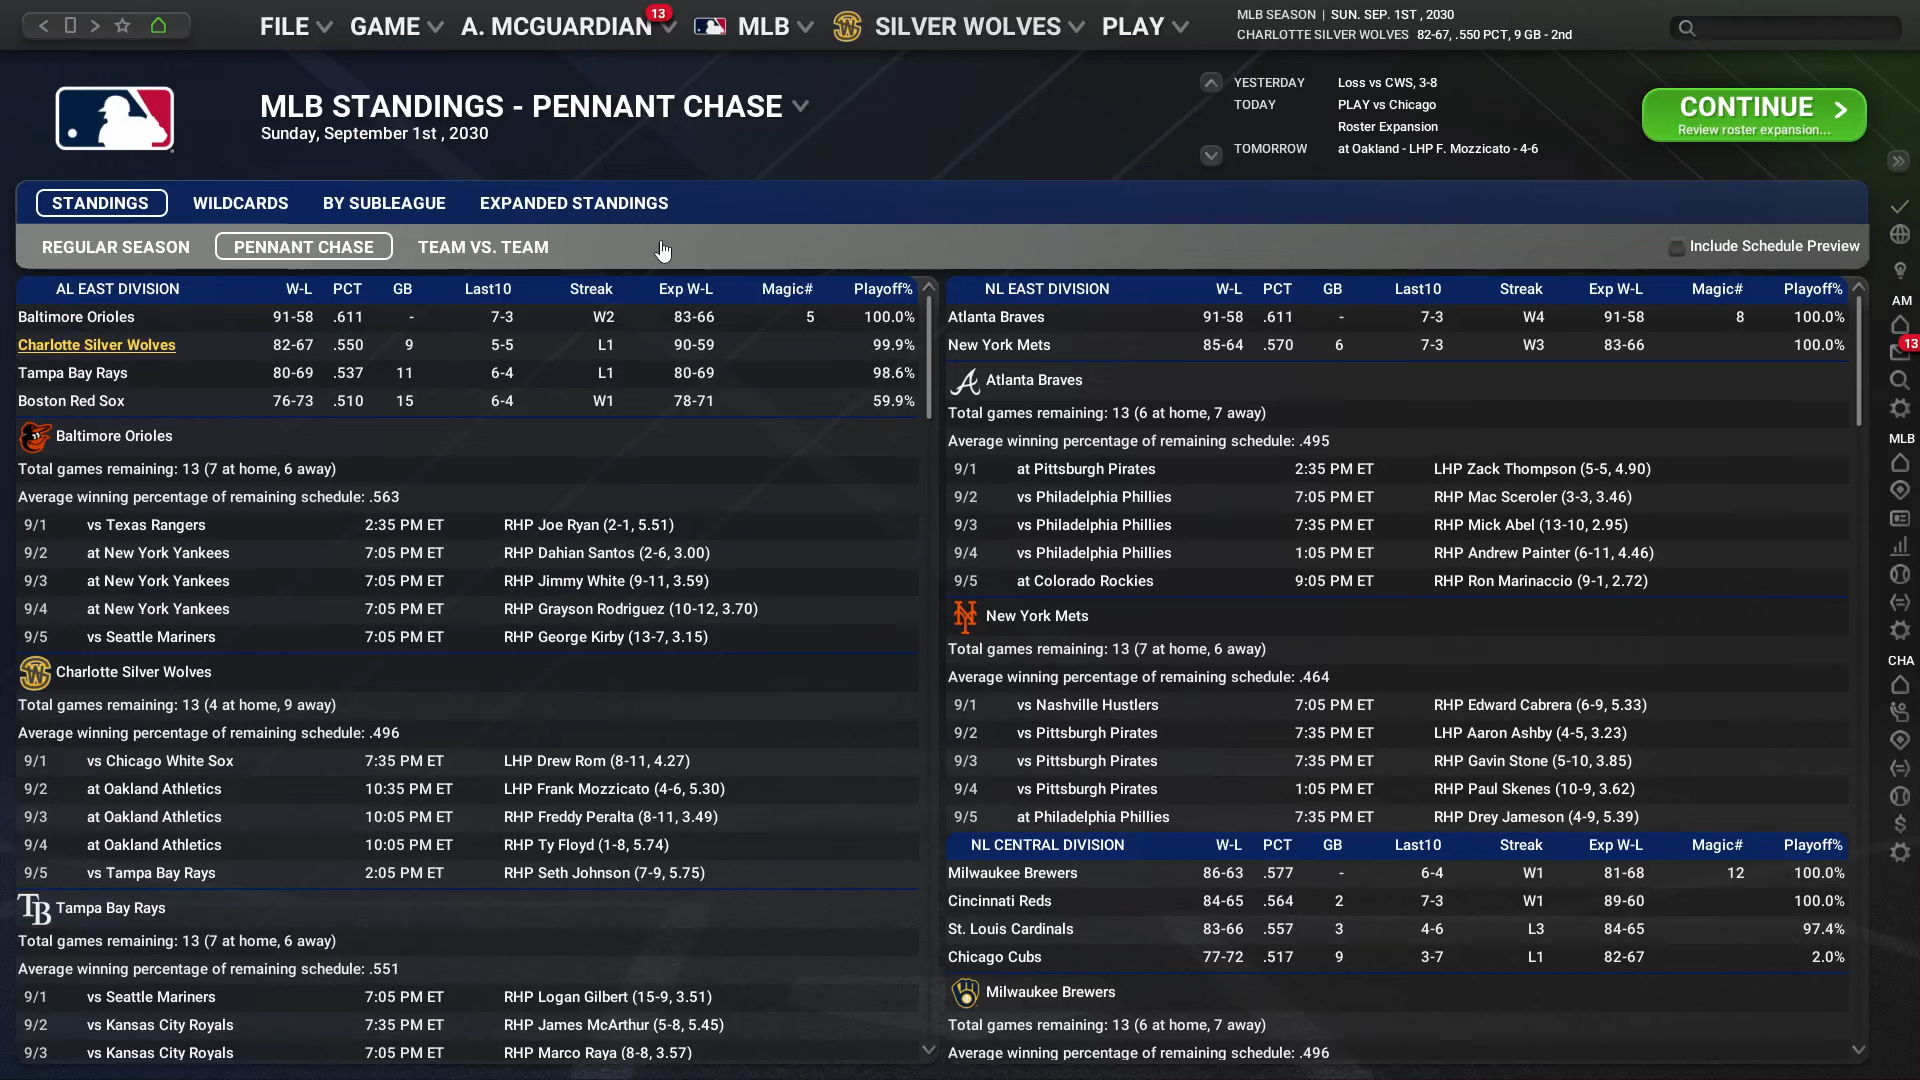 FILE GAME A. MCGUARDIAN 13 MLB SILVER WOLVES PLAY
MLB SEASON | SUN. SEP. 1ST , 2030
CHARLOTTE SILVER WOLVES 82-67, .550 PCT, 9 GB - 2nd
MLB STANDINGS - PENNANT CHASE
Sunday, September 1st , 2030
YESTERDAY Loss vs CWS, 3-8
TODAY PLAY vs Chicago
Roster Expansion
TOMORROW at Oakland - LHP F. Mozzicato - 4-6
CONTINUE
Review roster expansion...
STANDINGS WILDCARDS BY SUBLEAGUE EXPANDED STANDINGS
REGULAR SEASON PENNANT CHASE TEAM VS. TEAM
Include Schedule Preview
AL EAST DIVISION W-L PCT GB Last10 Streak Exp W-L Magic# Playoff%
Baltimore Orioles 91-58 .611 - 7-3 W2 83-66 5 100.0%
Charlotte Silver Wolves 82-67 .550 9 5-5 L1 90-59 99.9%
Tampa Bay Rays 80-69 .537 11 6-4 L1 80-69 98.6%
Boston Red Sox 76-73 .510 15 6-4 W1 78-71 59.9%
Baltimore Orioles
Total games remaining: 13 (7 at home, 6 away)
Average winning percentage of remaining schedule: .563
9/1 vs Texas Rangers 2:35 PM ET RHP Joe Ryan (2-1, 5.51)
9/2 at New York Yankees 7:05 PM ET RHP Dahian Santos (2-6, 3.00)
9/3 at New York Yankees 7:05 PM ET RHP Jimmy White (9-11, 3.59)
9/4 at New York Yankees 7:05 PM ET RHP Grayson Rodriguez (10-12, 3.70)
9/5 vs Seattle Mariners 7:05 PM ET RHP George Kirby (13-7, 3.15)
Charlotte Silver Wolves
Total games remaining: 13 (4 at home, 9 away)
Average winning percentage of remaining schedule: .496
9/1 vs Chicago White Sox 7:35 PM ET LHP Drew Rom (8-11, 4.27)
9/2 at Oakland Athletics 10:35 PM ET LHP Frank Mozzicato (4-6, 5.30)
9/3 at Oakland Athletics 10:05 PM ET RHP Freddy Peralta (8-11, 3.49)
9/4 at Oakland Athletics 10:05 PM ET RHP Ty Floyd (1-8, 5.74)
9/5 vs Tampa Bay Rays 2:05 PM ET RHP Seth Johnson (7-9, 5.75)
TB Tampa Bay Rays
Total games remaining: 13 (7 at home, 6 away)
Average winning percentage of remaining schedule: .551
9/1 vs Seattle Mariners 7:05 PM ET RHP Logan Gilbert (15-9, 3.51)
9/2 vs Kansas City Royals 7:35 PM ET RHP James McArthur (5-8, 5.45)
9/3 vs Kansas City Royals 7:05 PM ET RHP Marco Raya (8-8, 3.57)
NL EAST DIVISION W-L PCT GB Last10 Streak Exp W-L Magic# Playoff%
Atlanta Braves 91-58 .611 - 7-3 W4 91-58 8 100.0%
New York Mets 85-64 .570 6 7-3 W3 83-66 100.0%
A Atlanta Braves
Total games remaining: 13 (6 at home, 7 away)
Average winning percentage of remaining schedule: .495
9/1 at Pittsburgh Pirates 2:35 PM ET LHP Zack Thompson (5-5, 4.90)
9/2 vs Philadelphia Phillies 7:05 PM ET RHP Mac Sceroler (3-3, 3.46)
9/3 vs Philadelphia Phillies 7:35 PM ET RHP Mick Abel (13-10, 2.95)
9/4 vs Philadelphia Phillies 1:05 PM ET RHP Andrew Painter (6-11, 4.46)
9/5 at Colorado Rockies 9:05 PM ET RHP Ron Marinaccio (9-1, 2.72)
NY New York Mets
Total games remaining: 13 (7 at home, 6 away)
Average winning percentage of remaining schedule: .464
9/1 vs Nashville Hustlers 7:05 PM ET RHP Edward Cabrera (6-9, 5.33)
9/2 vs Pittsburgh Pirates 7:35 PM ET LHP Aaron Ashby (4-5, 3.23)
9/3 vs Pittsburgh Pirates 7:35 PM ET RHP Gavin Stone (5-10, 3.85)
9/4 vs Pittsburgh Pirates 1:05 PM ET RHP Paul Skenes (10-9, 3.62)
9/5 at Philadelphia Phillies 7:35 PM ET RHP Drey Jameson (4-9, 5.39)
NL CENTRAL DIVISION W-L PCT GB Last10 Streak Exp W-L Magic# Playoff%
Milwaukee Brewers 86-63 .577 - 6-4 W1 81-68 12 100.0%
Cincinnati Reds 84-65 .564 2 7-3 W1 89-60 100.0%
St. Louis Cardinals 83-66 .557 3 4-6 L3 84-65 97.4%
Chicago Cubs 77-72 .517 9 3-7 L1 82-67 2.0%
Milwaukee Brewers
Total games remaining: 13 (6 at home, 7 away)
Average winning percentage of remaining schedule: .496
AM
13
MLB
CHA